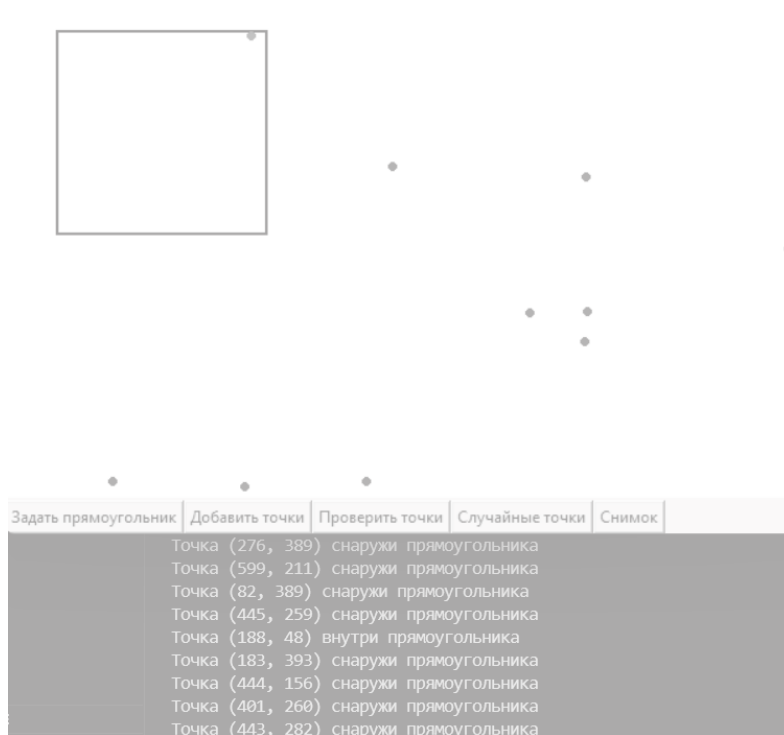 Задать прямоугольник Добавить точки Проверить точки Случайные точки Снимок
Точка (276, 389) снаружи прямоугольника
Точка (599, 211) снаружи прямоугольника
Точка (82, 389) снаружи прямоугольника
Точка (445, 259) снаружи прямоугольника
Точка (188, 48) внутри прямоугольника
Точка (183, 393) снаружи прямоугольника
Точка (444, 156) снаружи прямоугольника
Точка (401, 260) снаружи прямоугольника
Точка (443, 282) снаружи прямоугольника